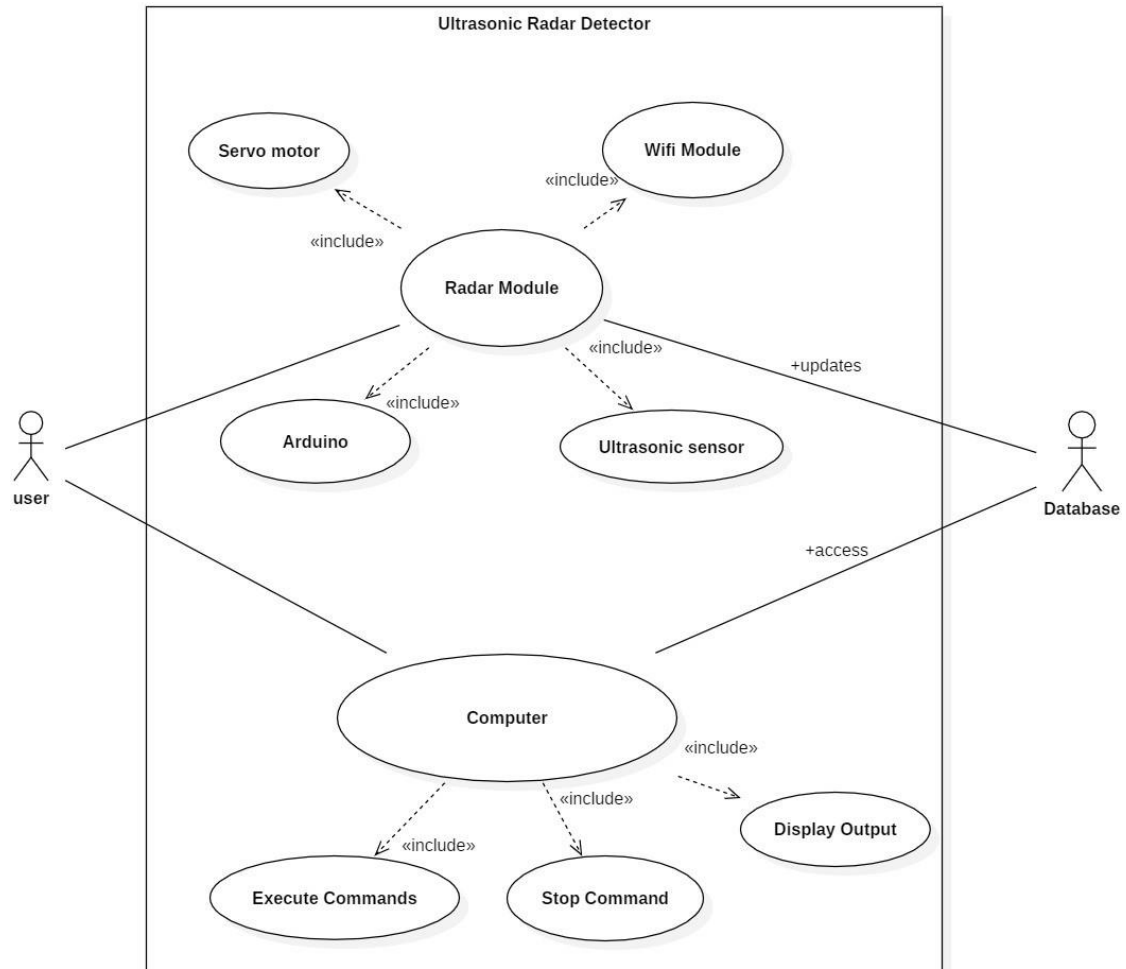 Ultrasonic Radar Detector
Servo motor
Wifi Module
«include»
«include»
Radar Module
«include»
+updates
«include»
Arduino
Ultrasonic sensor
user
Database
+access
Computer
«include»
«include»
Display Output
«include»
Execute Commands
Stop Command